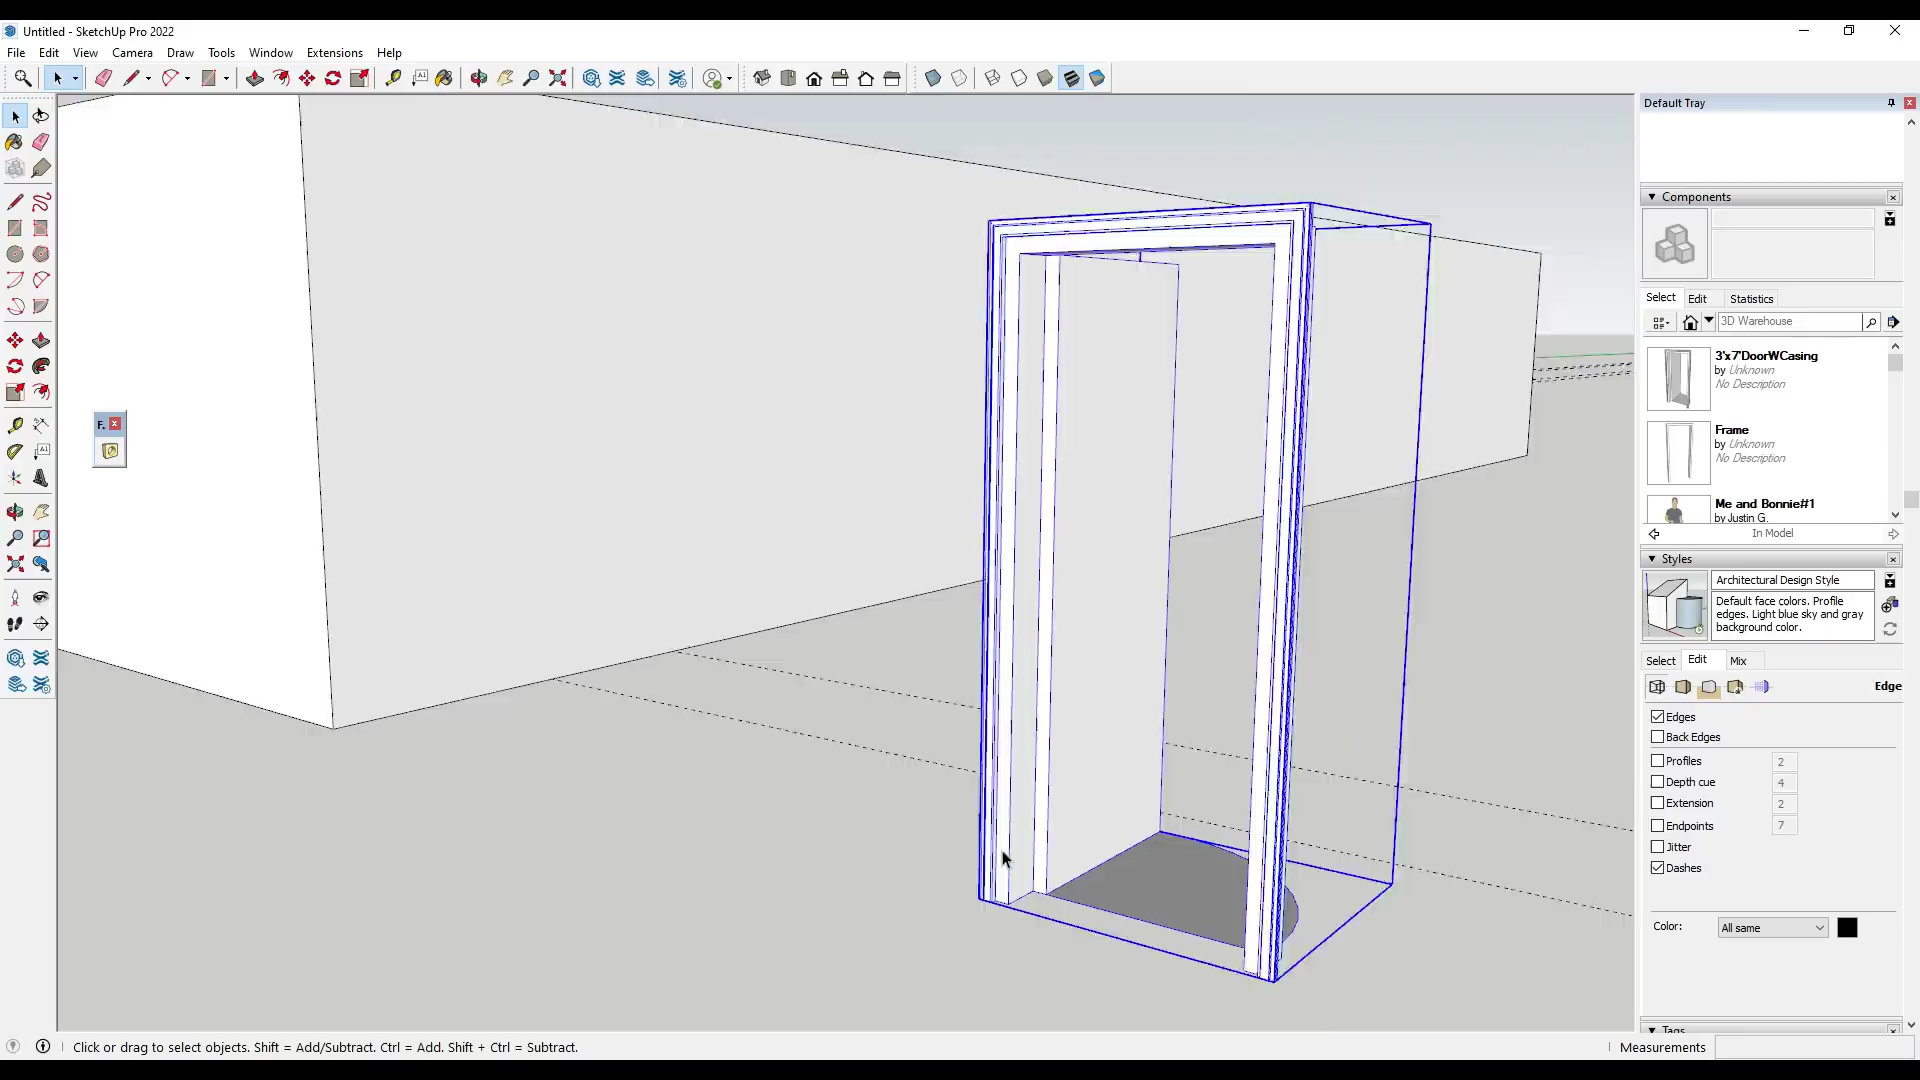 Untitled - SketchUp Pro 2022
File Edit View Camera Draw Tools Window Extensions Help
Default Tray
Components
Select Edit Statistics
3D Warehouse
3'x7'DoorWCasing
by Unknown
No Description
Frame
by Unknown
No Description
Me and Bonnie#1
by Justin G.
In Model
Styles
Architectural Design Style
Default face colors. Profile
edges. Light blue sky and gray
background color.
Select Edit Mix
Edge
Edges
Back Edges
Profiles 2
Depth cue 4
Extension 2
Endpoints 7
Jitter
Dashes
Color: All same
Tags
F.
A1
A1
Click or drag to select objects. Shift = Add/Subtract. Ctrl = Add. Shift + Ctrl = Subtract.
Measurements